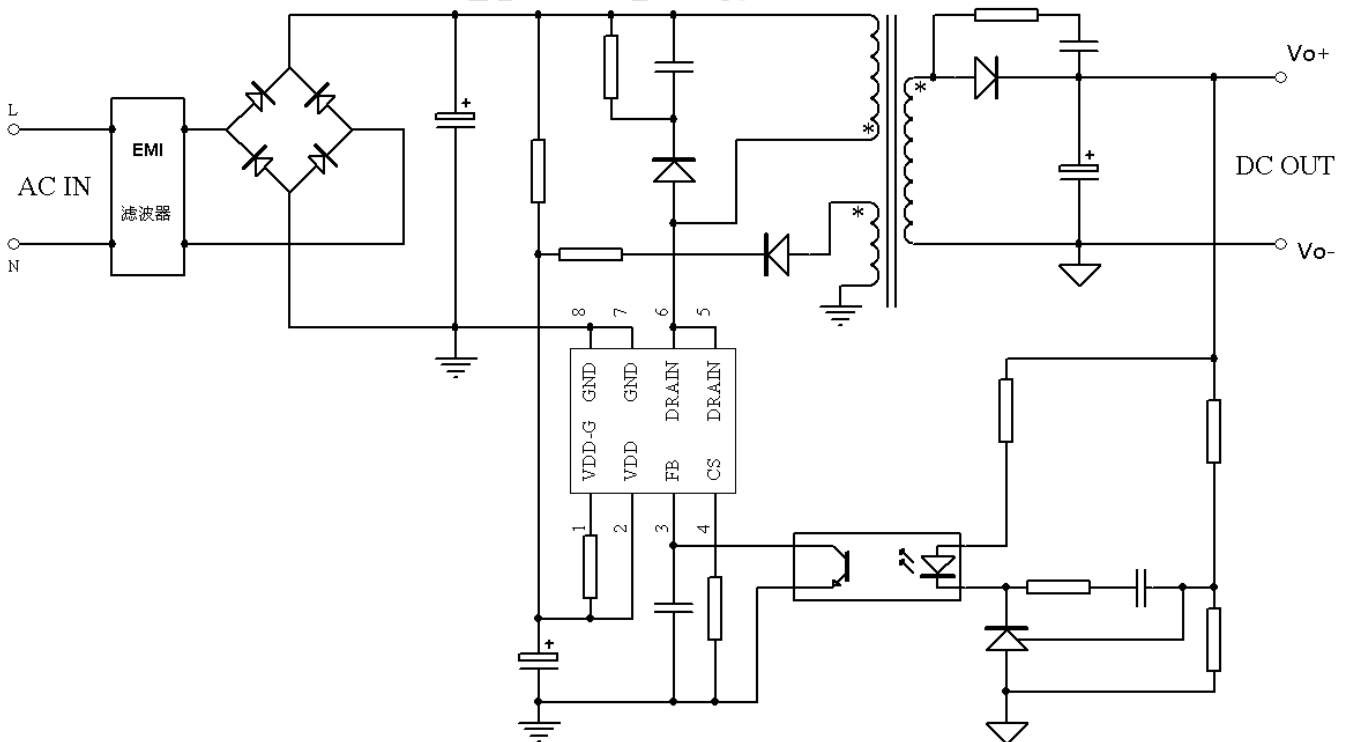 L
EMI
AC IN
滤波器
N
Vo+
DC OUT
Vo-
8
7
6
5
GND
GND
DRAIN
DRAIN
VDD-G
VDD
FB
CS
1
2
3
4